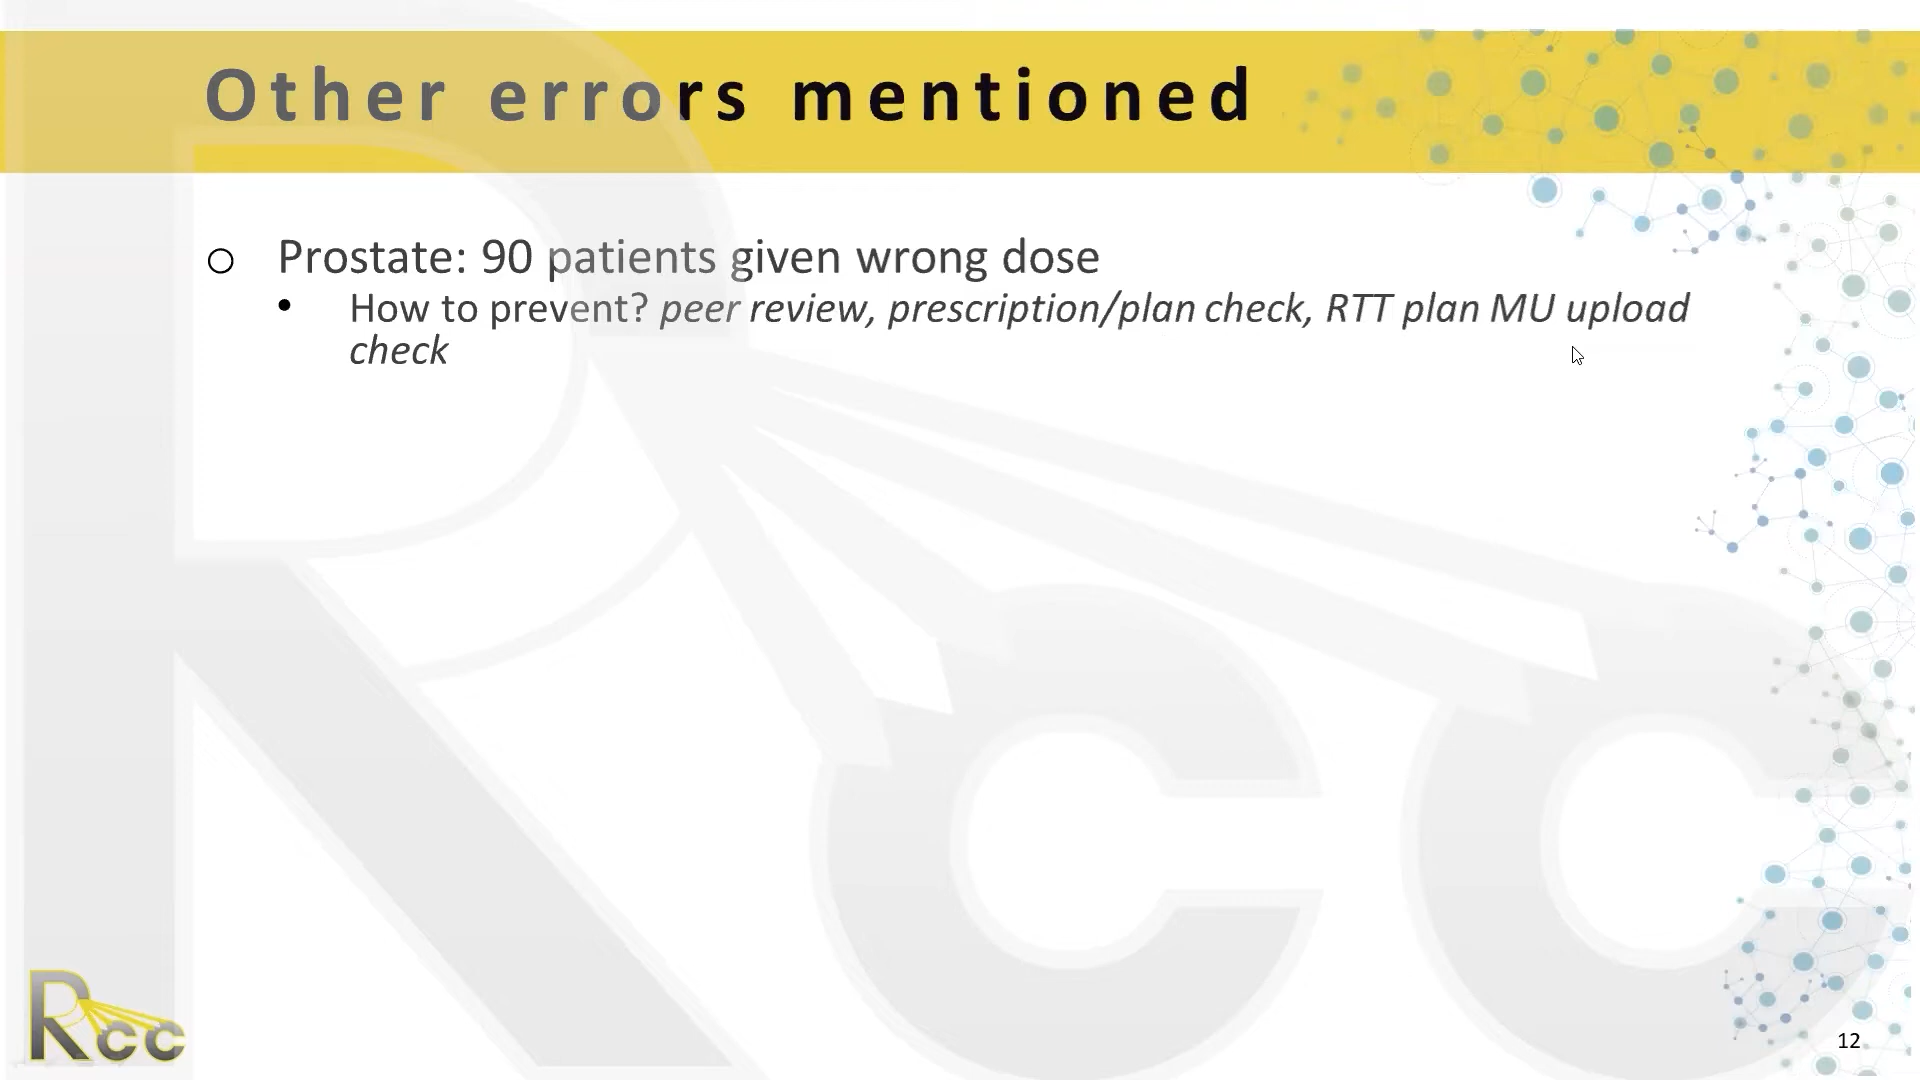 Other errors mentioned
o Prostate: 90 patients given wrong dose
• How to prevent? peer review, prescription/plan check, RTT plan MU upload
check
Rcc
12